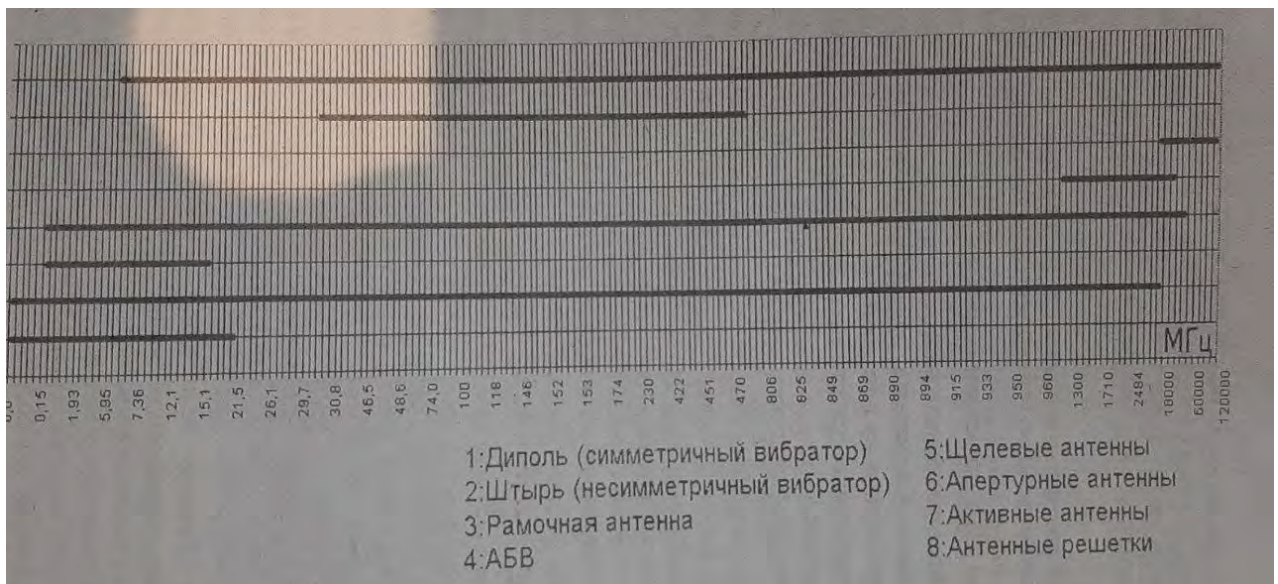 МГц
0,15 1,93 5,95 7,36 12,1 15,1 21,5 26,1 29,7 30,8 45,5 48,6 74,0 100 118 146 152 153 174 230 422 451 470 806 825 849 869 890 894 915 933 950 960 1300 1710 2484 18000 60000 120000
1:Диполь (симметричный вибратор)
2:Штырь (несимметричный вибратор)
3:Рамочная антенна
4:АБВ
5:Щелевые антенны
6:Апертурные антенны
7:Активные антенны
8:Антенные решетки